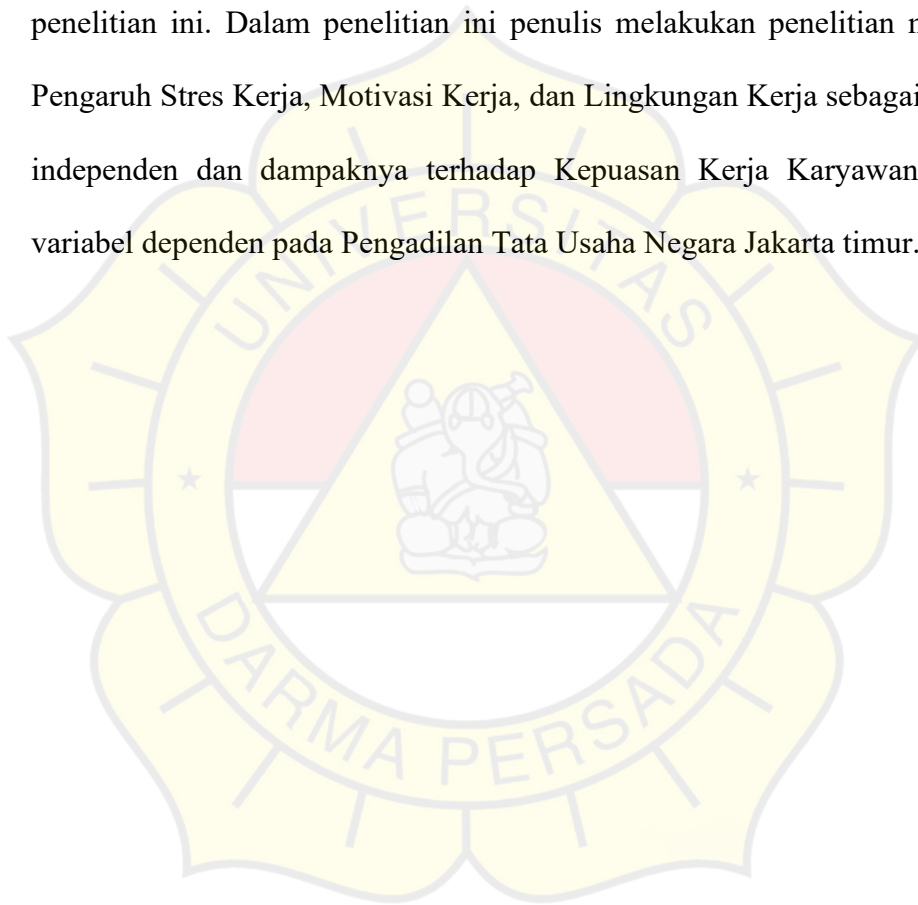 penelitian ini. Dalam penelitian ini penulis melakukan penelitian
Pengaruh Stres Kerja, Motivasi Kerja, dan Lingkungan Kerja sebagai
independen dan dampaknya terhadap Kepuasan Kerja Karyawan
variabel dependen pada Pengadilan Tata Usaha Negara Jakarta timur.
UNIVERSITAS
DARMA PERSADA